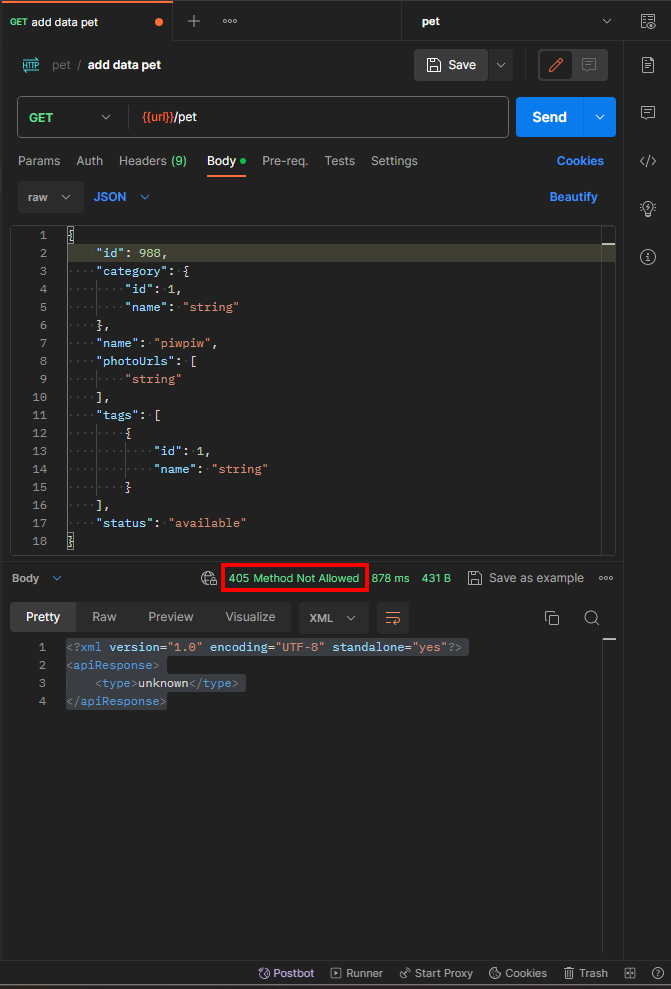 GET add data pet
pet
HTTP pet / add data pet
Save
GET
{{url}}/pet
Send
Params Auth Headers (9) Body Pre-req. Tests Settings Cookies
raw JSON Beautify
1 {
2 "id": 988,
3 "category": {
4 "id": 1,
5 "name": "string"
6 },
7 "name": "piwpiw",
8 "photoUrls": [
9 "string"
10 ],
11 "tags": [
12 {
13 "id": 1,
14 "name": "string"
15 }
16 ],
17 "status": "available"
18 }
Body 405 Method Not Allowed 878 ms 431 B Save as example
Pretty Raw Preview Visualize XML
1 <?xml version="1.0" encoding="UTF-8" standalone="yes"?>
2 <apiResponse>
3 <type>unknown</type>
4 </apiResponse>
Postbot Runner Start Proxy Cookies Trash